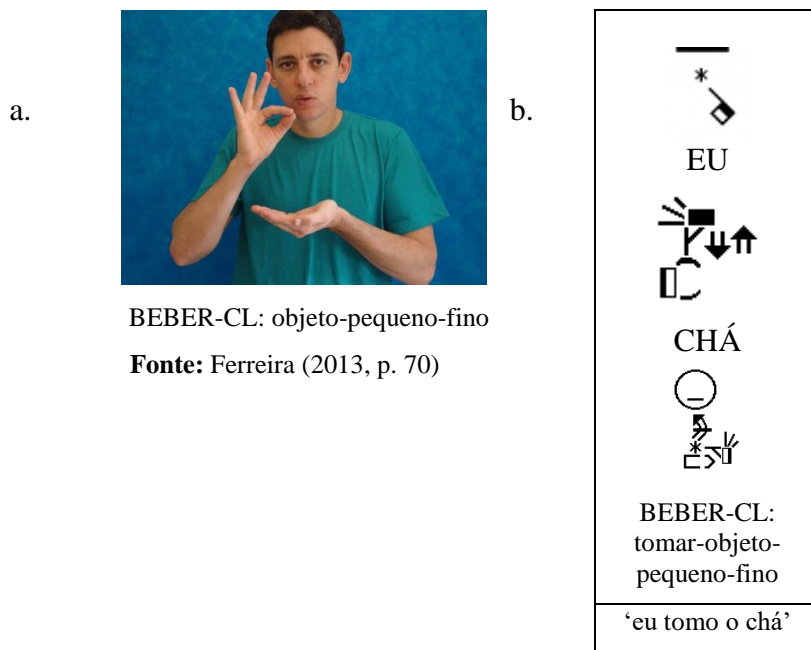 a.
BEBER-CL: objeto-pequeno-fino
Fonte: Ferreira (2013, p. 70)
b.
EU
CHÁ
BEBER-CL:
tomar-objeto-
pequeno-fino
‘eu tomo o chá’